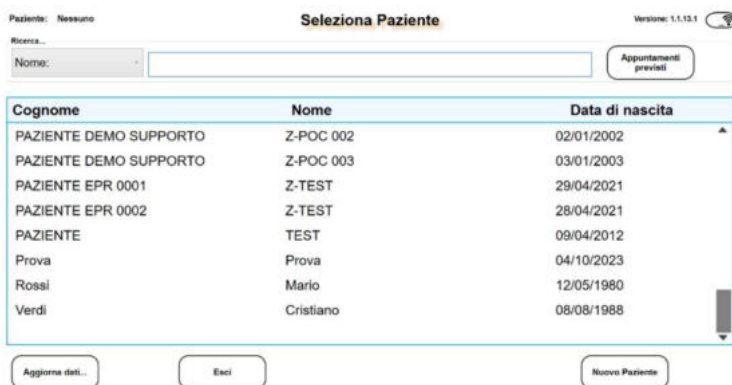 Paziente: Nessuno Seleziona Paziente Versione: 1.1.13.1
Ricerca...
Nome: Appuntamenti previsti
Cognome Nome Data di nascita
PAZIENTE DEMO SUPPORTO Z-POC 002 02/01/2002
PAZIENTE DEMO SUPPORTO Z-POC 003 03/01/2003
PAZIENTE EPR 0001 Z-TEST 29/04/2021
PAZIENTE EPR 0002 Z-TEST 28/04/2021
PAZIENTE TEST 09/04/2012
Prova Prova 04/10/2023
Rossi Mario 12/05/1980
Verdi Cristiano 08/08/1988
Aggiorna dati... Esci Nuovo Paziente